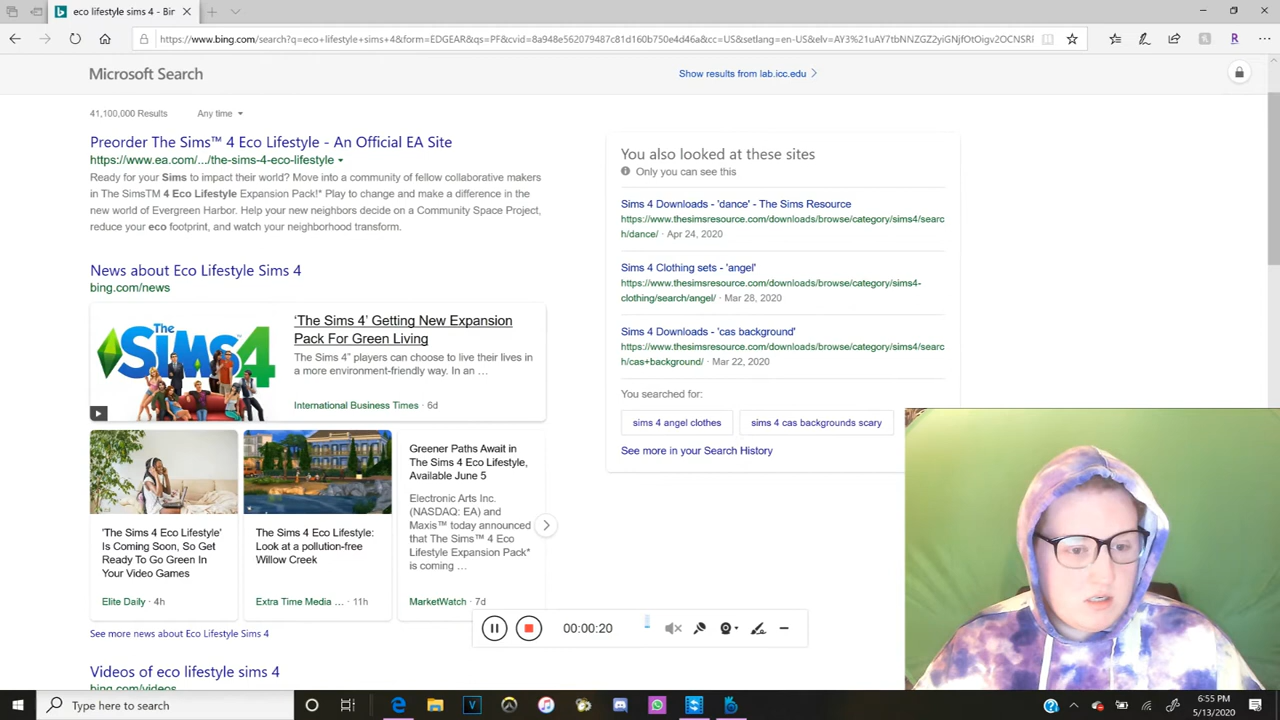 eco lifestyle sims 4 - Bir
https://www.bing.com/search?q=eco+lifestyle+sims+4&form=EDGEAR&qs=PF&cvid=8a948e562079487c81d160b750e4d46a&cc=US&setlang=en-US&elv=AY3%21uAY7tbNNZGZ2yiGNjfOtOigv2OCNSRF
Microsoft Search
Show results from lab.icc.edu
41,100,000 Results
Any time
Preorder The Sims™ 4 Eco Lifestyle - An Official EA Site
https://www.ea.com/.../the-sims-4-eco-lifestyle
Ready for your Sims to impact their world? Move into a community of fellow collaborative makers
in The SimsTM 4 Eco Lifestyle Expansion Pack!* Play to change and make a difference in the
new world of Evergreen Harbor. Help your new neighbors decide on a Community Space Project,
reduce your eco footprint, and watch your neighborhood transform.
News about Eco Lifestyle Sims 4
bing.com/news
The Sims 4
'The Sims 4' Getting New Expansion
Pack For Green Living
The Sims 4" players can choose to live their lives in
a more environment-friendly way. In an ...
International Business Times · 6d
'The Sims 4 Eco Lifestyle'
Is Coming Soon, So Get
Ready To Go Green In
Your Video Games
Elite Daily · 4h
The Sims 4 Eco Lifestyle:
Look at a pollution-free
Willow Creek
Extra Time Media ... · 11h
Greener Paths Await in
The Sims 4 Eco Lifestyle,
Available June 5
Electronic Arts Inc.
(NASDAQ: EA) and
Maxis™ today announced
that The Sims™ 4 Eco
Lifestyle Expansion Pack*
is coming ...
MarketWatch · 7d
See more news about Eco Lifestyle Sims 4
Videos of eco lifestyle sims 4
bing.com/videos
You also looked at these sites
Only you can see this
Sims 4 Downloads - 'dance' - The Sims Resource
https://www.thesimsresource.com/downloads/browse/category/sims4/searc
h/dance/ · Apr 24, 2020
Sims 4 Clothing sets - 'angel'
https://www.thesimsresource.com/downloads/browse/category/sims4-
clothing/search/angel/ · Mar 28, 2020
Sims 4 Downloads - 'cas background'
https://www.thesimsresource.com/downloads/browse/category/sims4/searc
h/cas+background/ · Mar 22, 2020
You searched for:
sims 4 angel clothes
sims 4 cas backgrounds scary
See more in your Search History
00:00:20
Type here to search
6:55 PM
5/13/2020